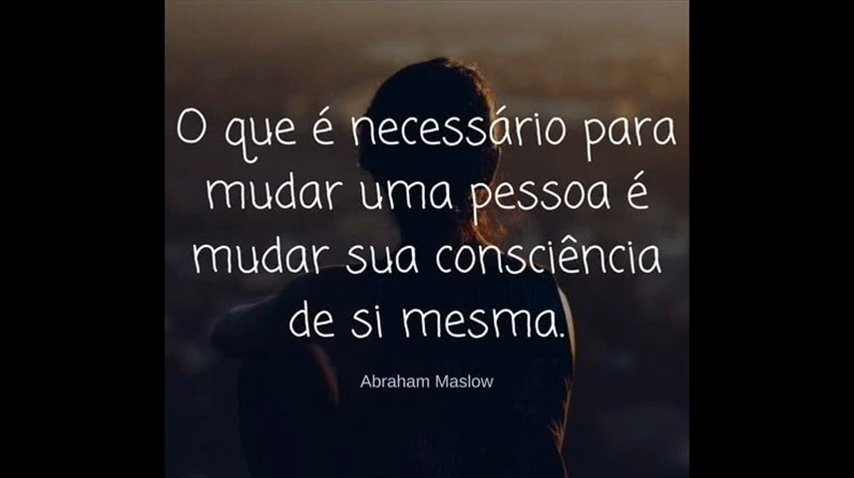 O que é necessário para
mudar uma pessoa é
mudar sua consciência
de si mesma.
Abraham Maslow